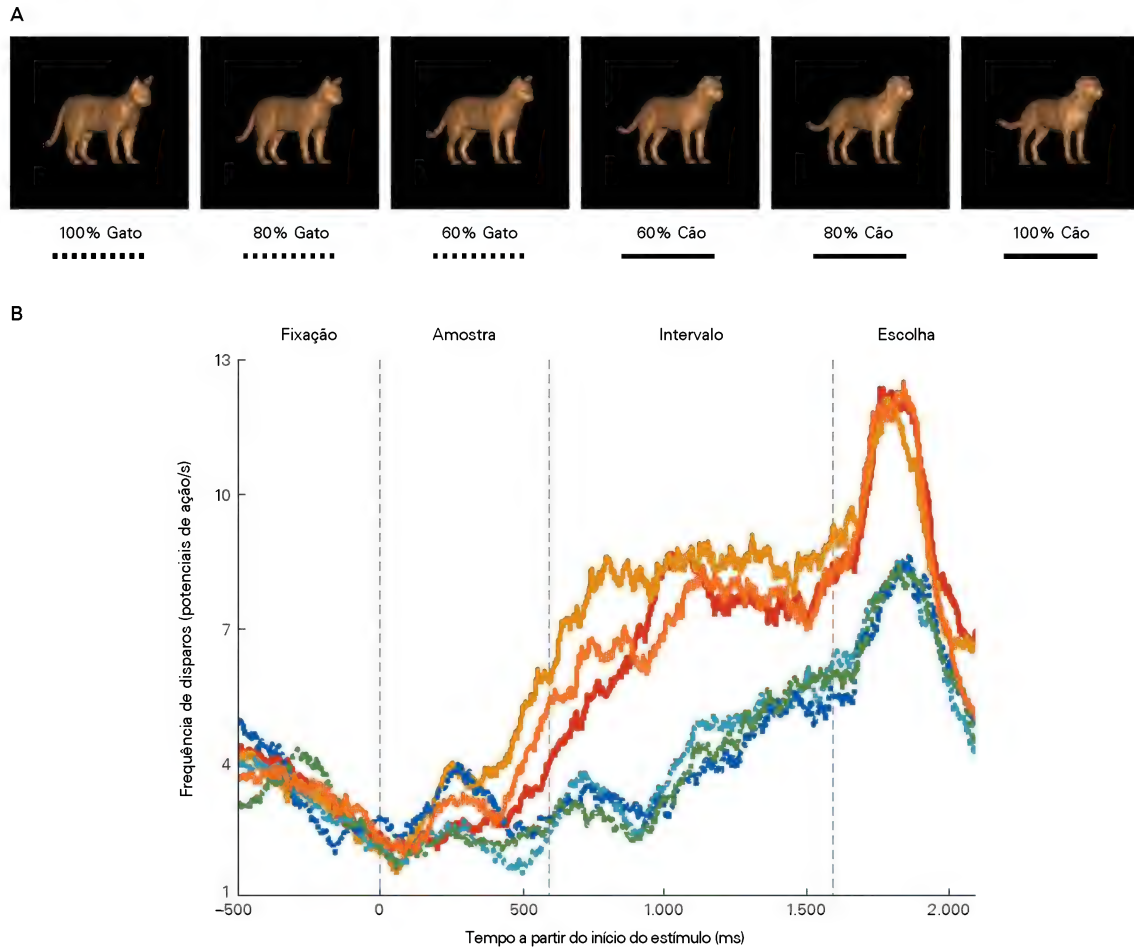 A
100% Gato 80% Gato 60% Gato 60% Cão 80% Cão 100% Cão
B
Fixação Amostra Intervalo Escolha
13
10
7
4
1
Frequência de disparos (potenciais de ação/s)
–500 0 500 1.000 1.500 2.000
Tempo a partir do início do estímulo (ms)